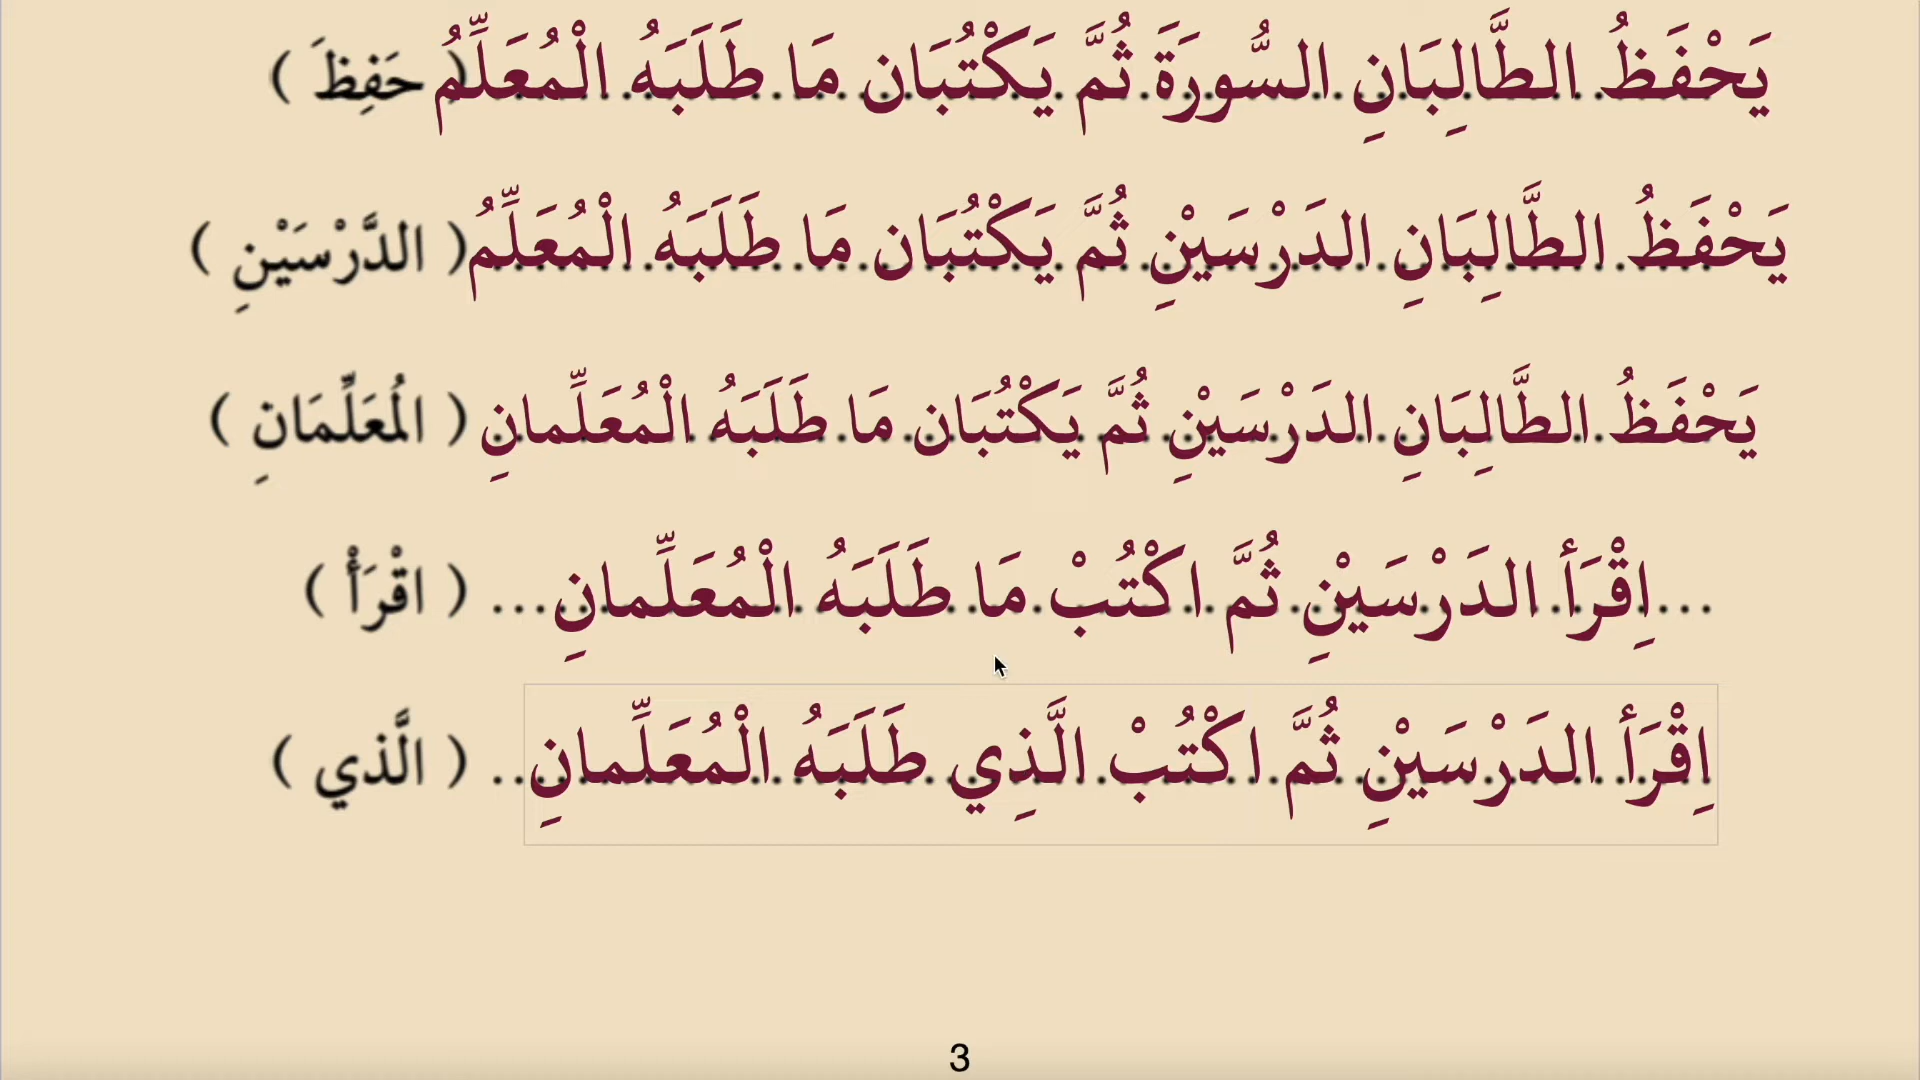 يَحْفَظُ الطَّالِبَانِ السُّورَةَ ثُمَّ يَكْتُبَان مَا طَلَبَهُ الْمُعَلِّمُ ( حَفِظَ )
يَحْفَظُ الطَّالِبَانِ الدَرْسَيْنِ ثُمَّ يَكْتُبَان مَا طَلَبَهُ الْمُعَلِّمُ ( الدَّرْسَيْنِ )
يَحْفَظُ الطَّالِبَانِ الدَرْسَيْنِ ثُمَّ يَكْتُبَان مَا طَلَبَهُ الْمُعَلِّمانِ ( الْمُعَلِّمَانِ )
...اِقْرَأ الدَرْسَيْنِ ثُمَّ اكْتُبْ مَا طَلَبَهُ الْمُعَلِّمانِ... ( اقْرَأْ )
اِقْرَأ الدَرْسَيْنِ ثُمَّ اكْتُبْ الَّذِي طَلَبَهُ الْمُعَلِّمانِ.. ( الَّذي )
3